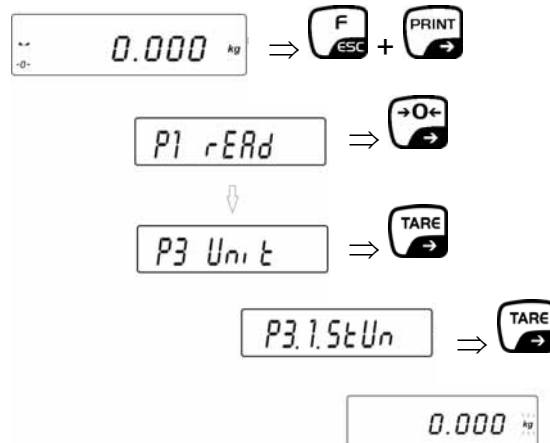 0.000 kg ⇒ F ESC + PRINT →
-0-
P1 rEAd ⇒ →0← →
⇩
P3 Unit ⇒ TARE →
P3.1.StUn ⇒ TARE →
0.000 kg